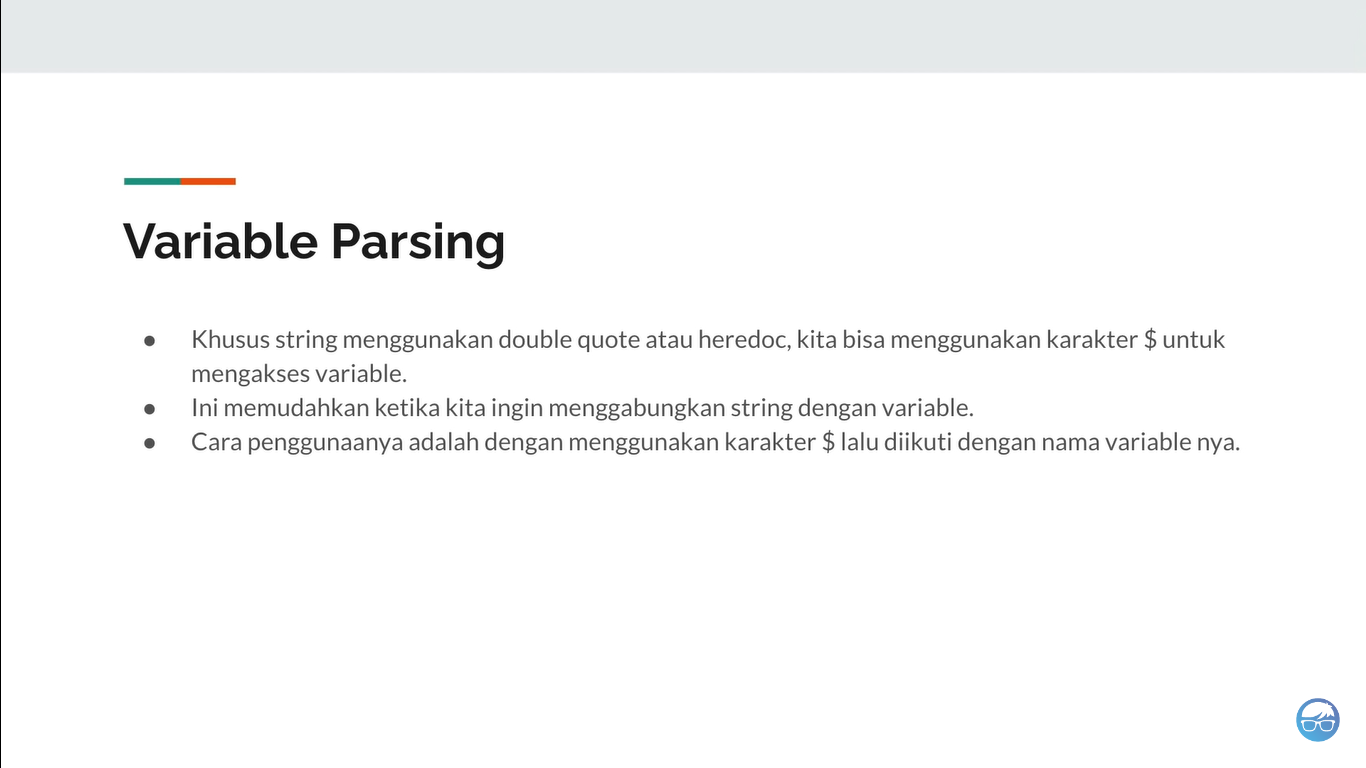 Variable Parsing
● Khusus string menggunakan double quote atau heredoc, kita bisa menggunakan karakter $ untuk
mengakses variable.
● Ini memudahkan ketika kita ingin menggabungkan string dengan variable.
● Cara penggunaanya adalah dengan menggunakan karakter $ lalu diikuti dengan nama variable nya.